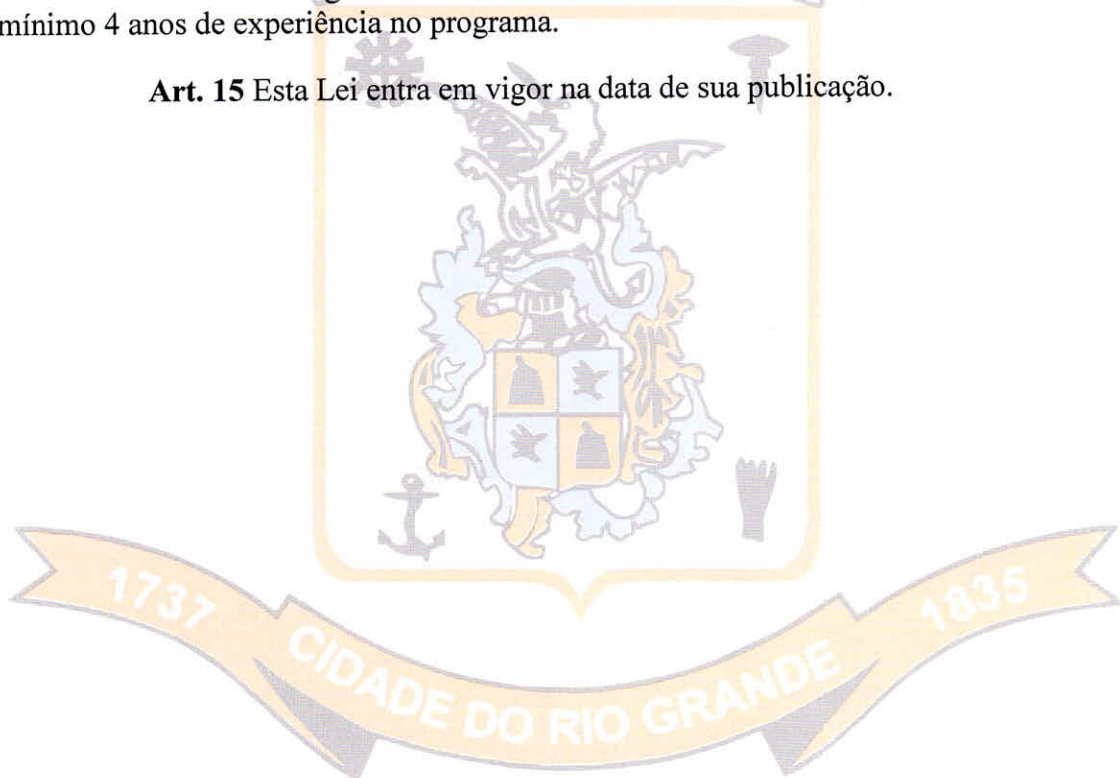 mínimo 4 anos de experiência no programa.
Art. 15 Esta Lei entra em vigor na data de sua publicação.
1737
CIDADE DO RIO GRANDE
1835